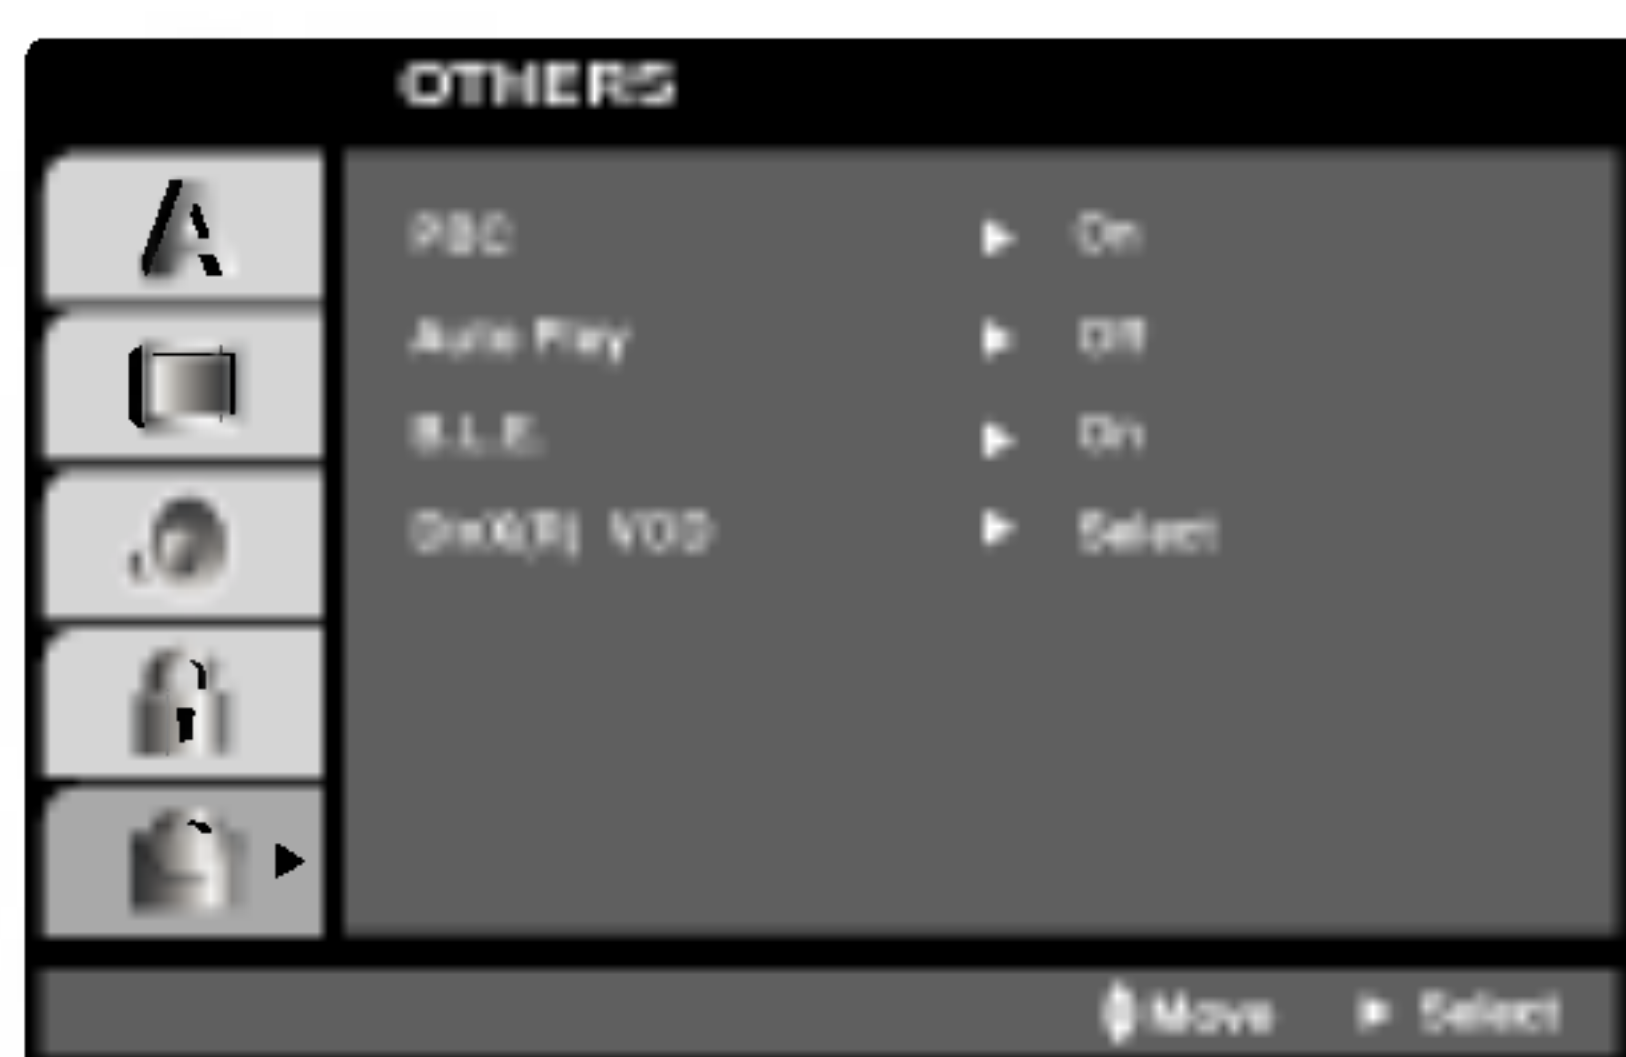 OTHERS
PBC On
Auto Play Off
B.L.E. On
DivX(R) VOD Select
Move Select